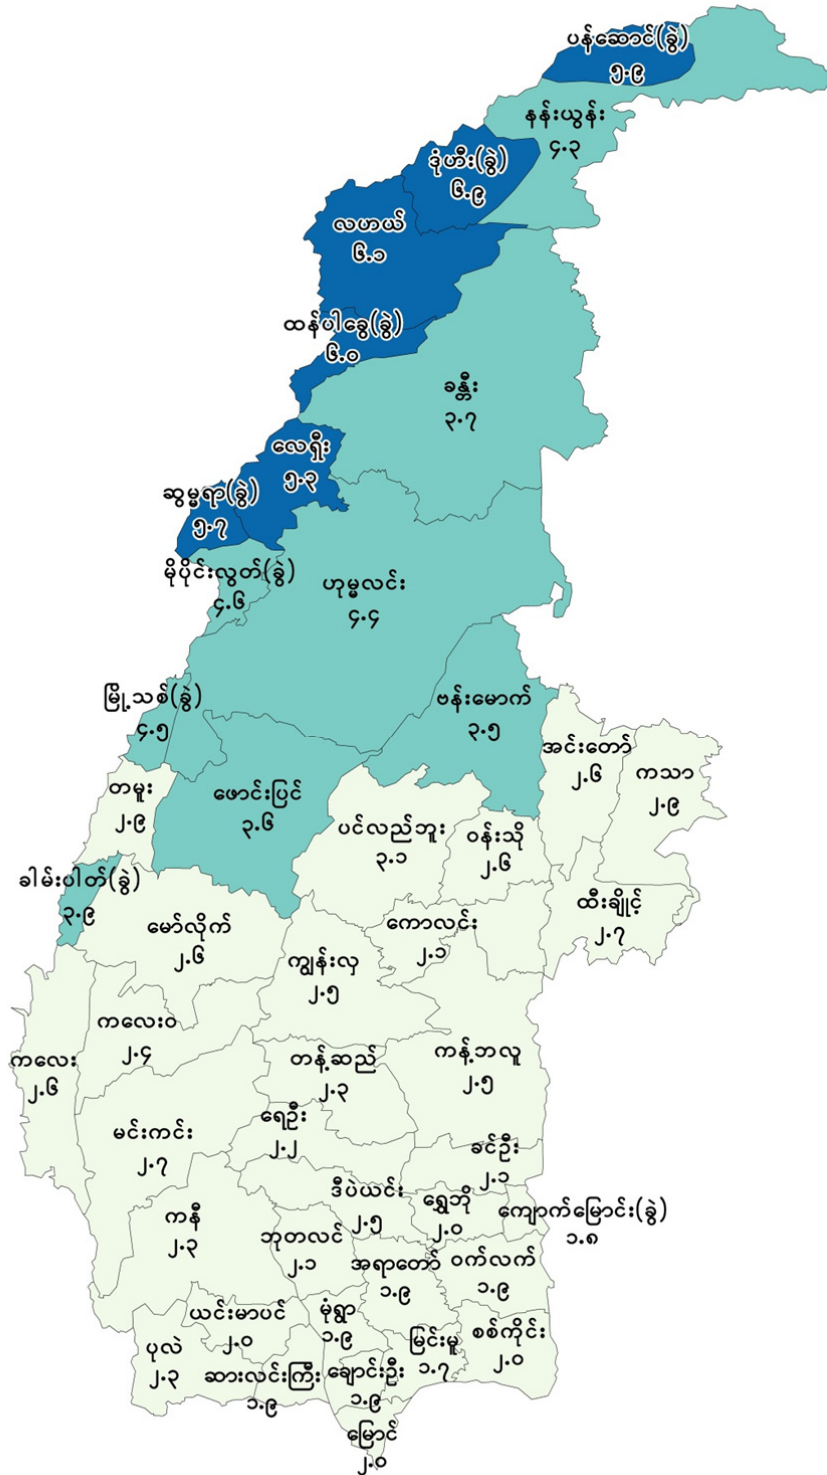 ပန်ဆောင်(ခွဲ)
၅.၉
နန်းယွန်း
၄.၃
ဒုံဟီး(ခွဲ)
၆.၉
လဟယ်
၆.၁
ထန်ပါခွေ(ခွဲ)
၆.၀
ခန္တီး
၃.၇
လေရှီး
၅.၃
ဆွမ္မရာ(ခွဲ)
၅.၇
မိုပိုင်းလွတ်(ခွဲ)
၄.၆
ဟုမ္မလင်း
၄.၄
မြို့သစ်(ခွဲ)
၄.၅
ဗန်းမောက်
၃.၅
အင်းတော်
၂.၆
ကသာ
၂.၉
တမူး
၂.၉
ဖောင်းပြင်
၃.၆
ပင်လည်ဘူး
၃.၁
ဝန်းသို
၂.၆
ခါမ်းပါတ်(ခွဲ)
၃.၉
ထီးချိုင့်
၂.၇
မော်လိုက်
၂.၆
ကောလင်း
၂.၁
ကျွန်းလှ
၂.၅
ကလေးဝ
၂.၄
ကလေး
၂.၆
တန့်ဆည်
၂.၃
ကန့်ဘလူ
၂.၅
ရေဦး
၂.၂
မင်းကင်း
၂.၇
ခင်ဦး
၂.၁
ဒီပဲယင်း
၂.၅
ရွှေဘို
၂.၀
ကျောက်မြောင်း(ခွဲ)
၁.၈
ကနီ
၂.၃
ဘုတလင်
၂.၁
အရာတော်
၁.၉
ဝက်လက်
၁.၉
ယင်းမာပင်
၂.၀
မုံရွာ
၁.၉
မြင်းမူ
၁.၇
စစ်ကိုင်း
၂.၀
ပုလဲ
၂.၃
ဆားလင်းကြီး
၁.၉
ချောင်းဦး
၁.၉
မြောင်
၂.၀